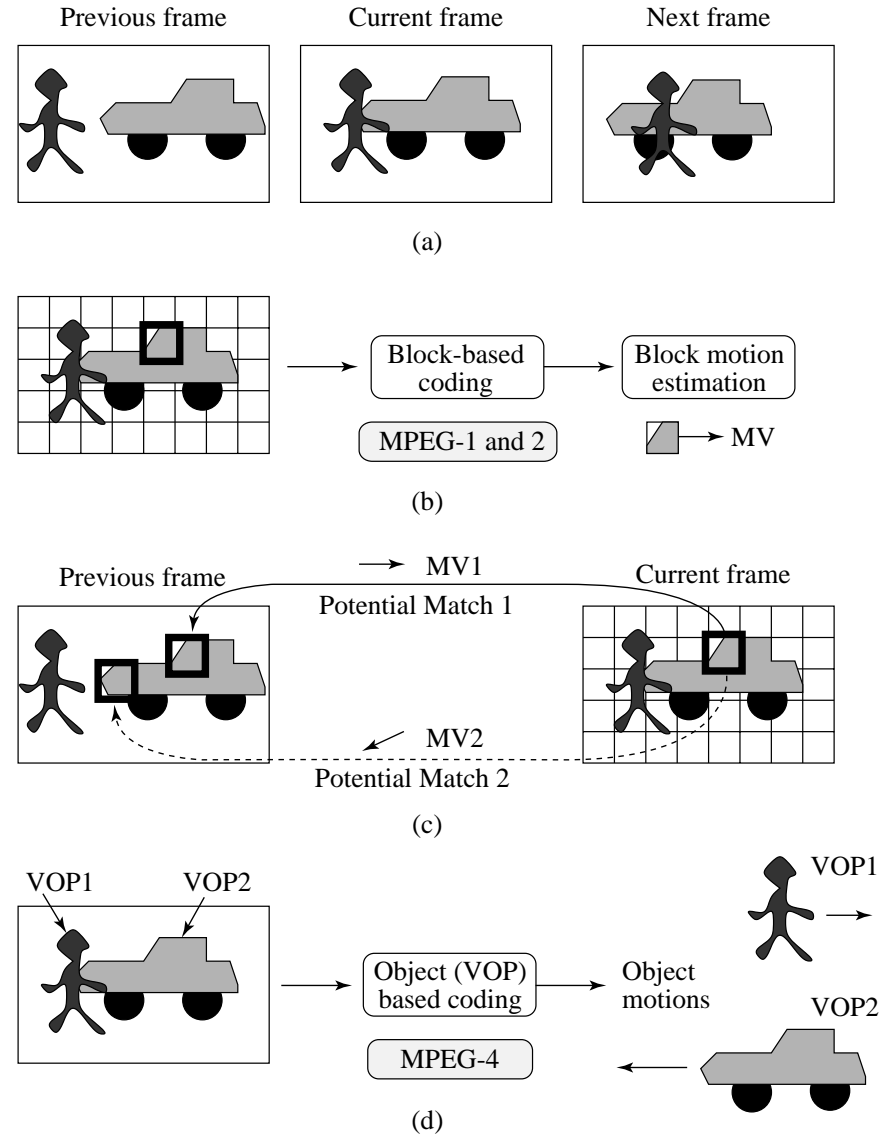 Previous frame
Current frame
Next frame
(a)
Block-based
coding
Block motion
estimation
MPEG-1 and 2
MV
(b)
MV1
Previous frame
Current frame
Potential Match 1
MV2
Potential Match 2
(c)
VOP1
VOP2
VOP1
Object (VOP)
based coding
Object
motions
VOP2
MPEG-4
(d)